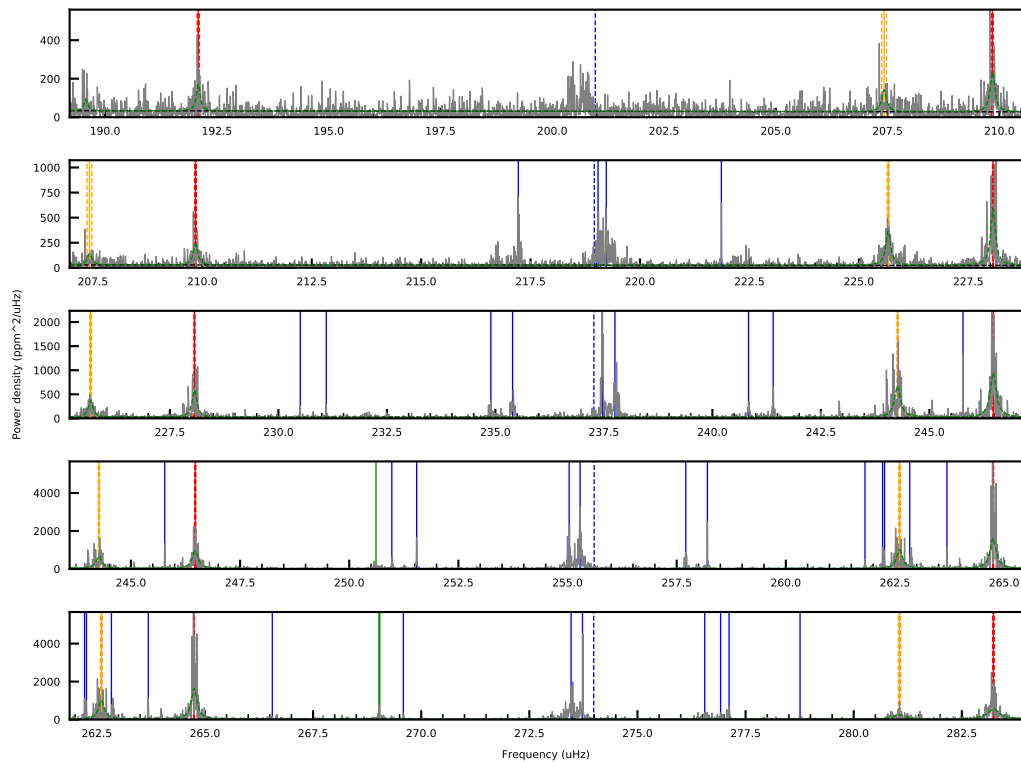 400
200
0
190.0 192.5 195.0 197.5 200.0 202.5 205.0 207.5 210.0
1000
750
500
250
0
207.5 210.0 212.5 215.0 217.5 220.0 222.5 225.0 227.5
Power density (ppm^2/uHz)
2000
1500
1000
500
0
227.5 230.0 232.5 235.0 237.5 240.0 242.5 245.0
4000
2000
0
245.0 247.5 250.0 252.5 255.0 257.5 260.0 262.5 265.0
4000
2000
0
262.5 265.0 267.5 270.0 272.5 275.0 277.5 280.0 282.5
Frequency (uHz)